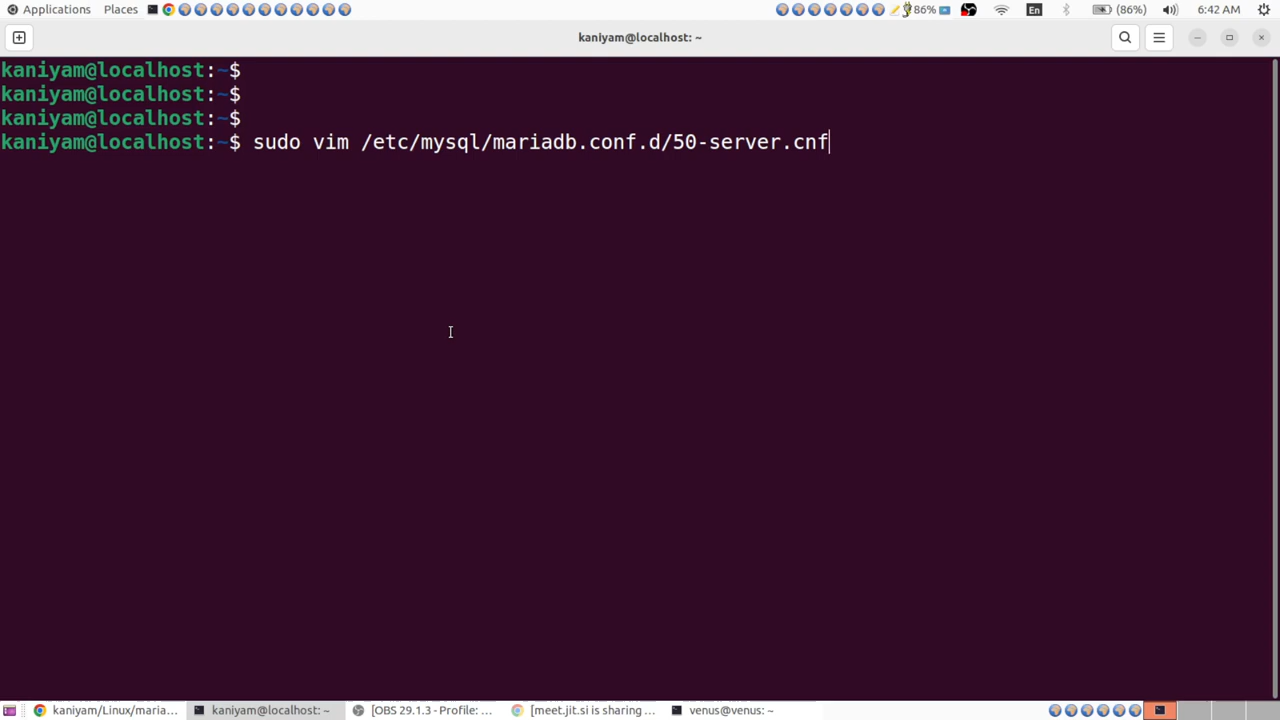 Applications Places 86% En (86%) 6:42 AM
kaniyam@localhost: ~
kaniyam@localhost:~$
kaniyam@localhost:~$
kaniyam@localhost:~$
kaniyam@localhost:~$ sudo vim /etc/mysql/mariadb.conf.d/50-server.cnf
kaniyam/Linux/maria... kaniyam@localhost: ~ [OBS 29.1.3 - Profile: ... [meet.jit.si is sharing ... venus@venus: ~